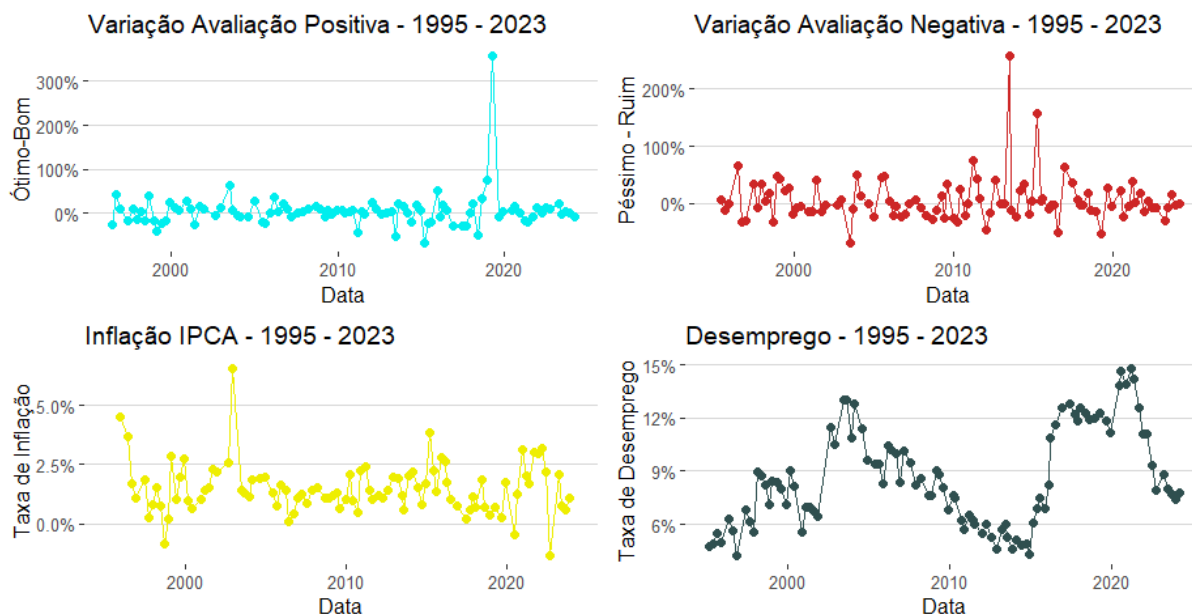 Variação Avaliação Positiva - 1995 - 2023
Ótimo-Bom
300%
200%
100%
0%
2000 2010 2020
Data
Variação Avaliação Negativa - 1995 - 2023
Péssimo - Ruim
200%
100%
0%
2000 2010 2020
Data
Inflação IPCA - 1995 - 2023
Taxa de Inflação
5.0%
2.5%
0.0%
2000 2010 2020
Data
Desemprego - 1995 - 2023
Taxa de Desemprego
15%
12%
9%
6%
2000 2010 2020
Data